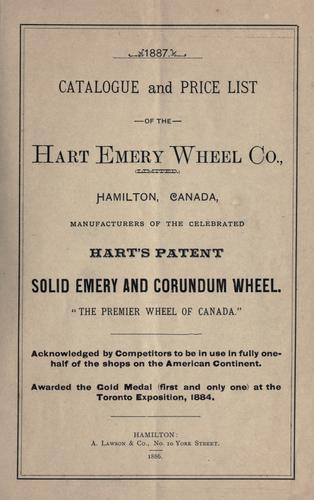 1887.
CATALOGUE and PRICE LIST
—OF THE—
HART EMERY WHEEL CO.,
(LIMITED,)
HAMILTON, CANADA,
MANUFACTURERS OF THE CELEBRATED
HART'S PATENT
SOLID EMERY AND CORUNDUM WHEEL.
"THE PREMIER WHEEL OF CANADA."
Acknowledged by Competitors to be in use in fully one-
half of the shops on the American Continent.
Awarded the Gold Medal (first and only one) at the
Toronto Exposition, 1884.
HAMILTON:
A. LAWSON & CO., NO. 10 YORK STREET.
1886.